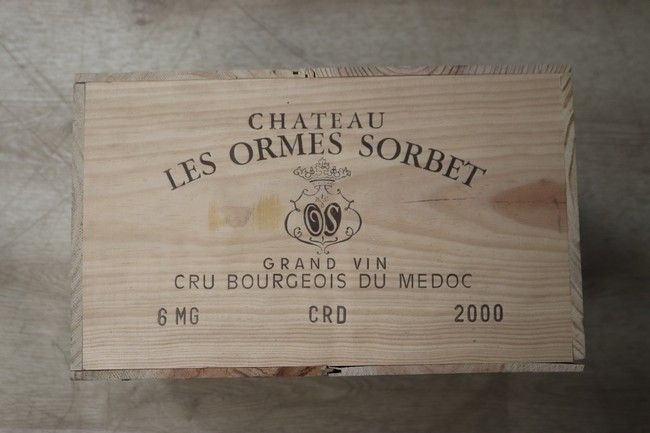 CHATEAU
LES ORMES SORBET
OS
GRAND VIN
CRU BOURGEOIS DU MEDOC
6 MG CRD 2000